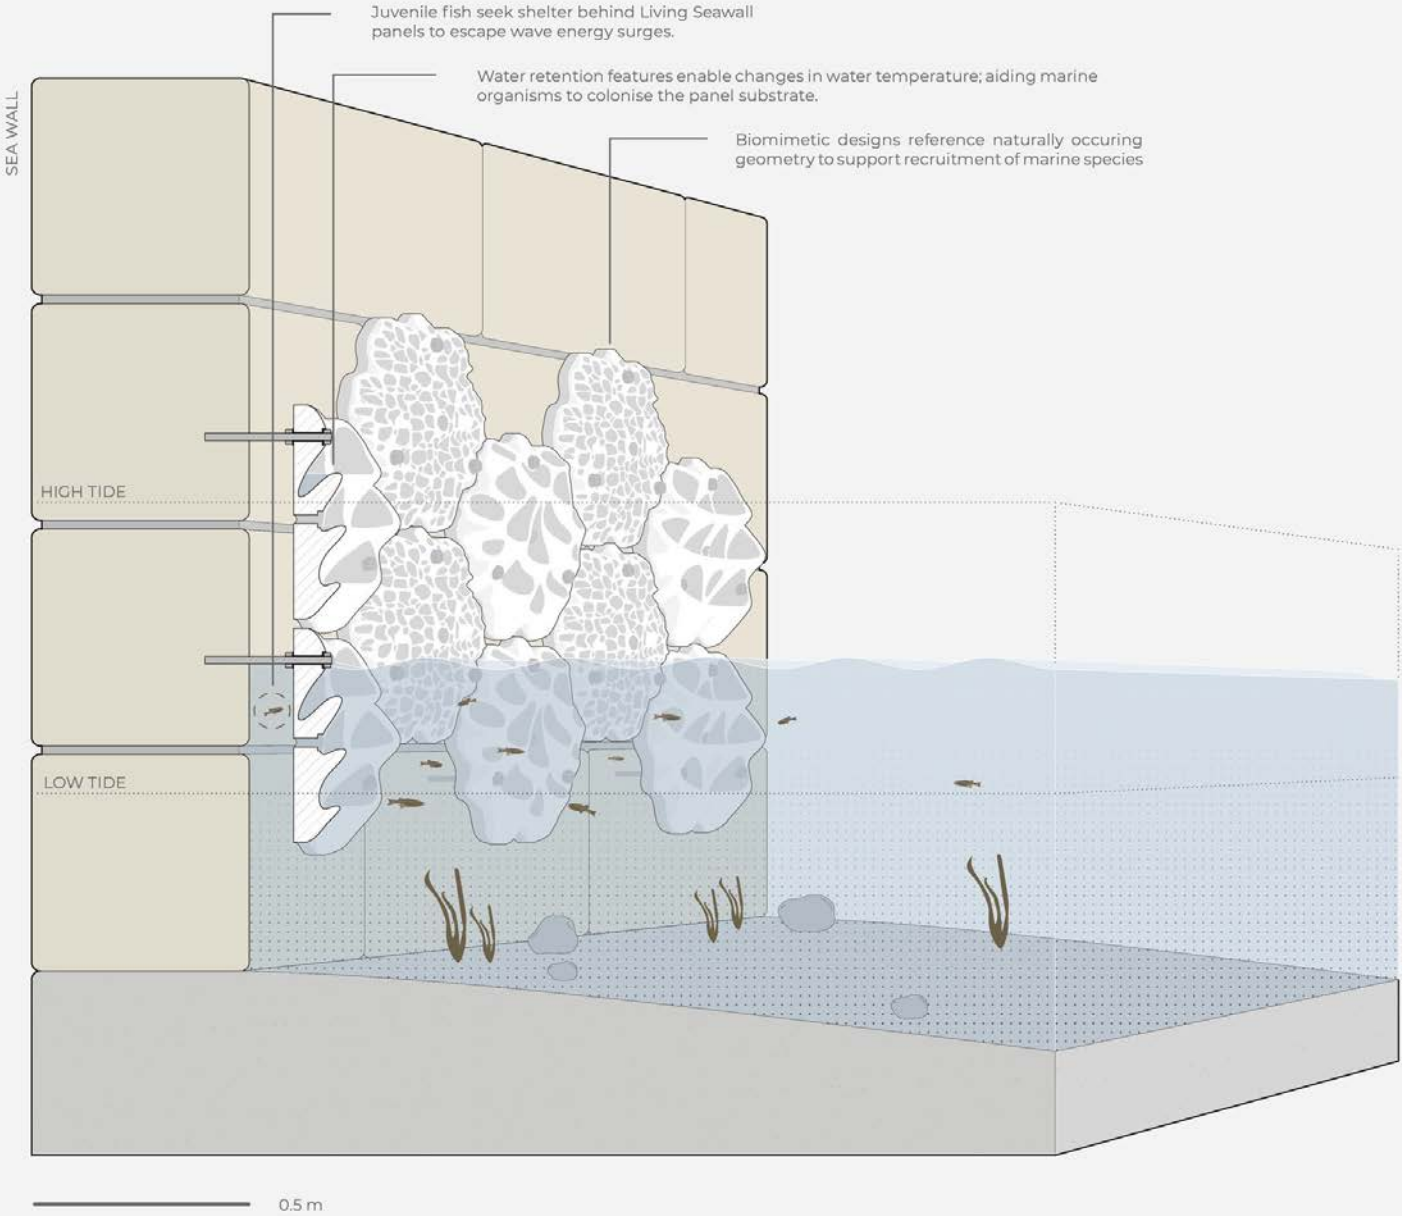 Juvenile fish seek shelter behind Living Seawall
panels to escape wave energy surges.
Water retention features enable changes in water temperature; aiding marine
organisms to colonise the panel substrate.
Biomimetic designs reference naturally occuring
geometry to support recruitment of marine species
SEA WALL
HIGH TIDE
LOW TIDE
0.5 m